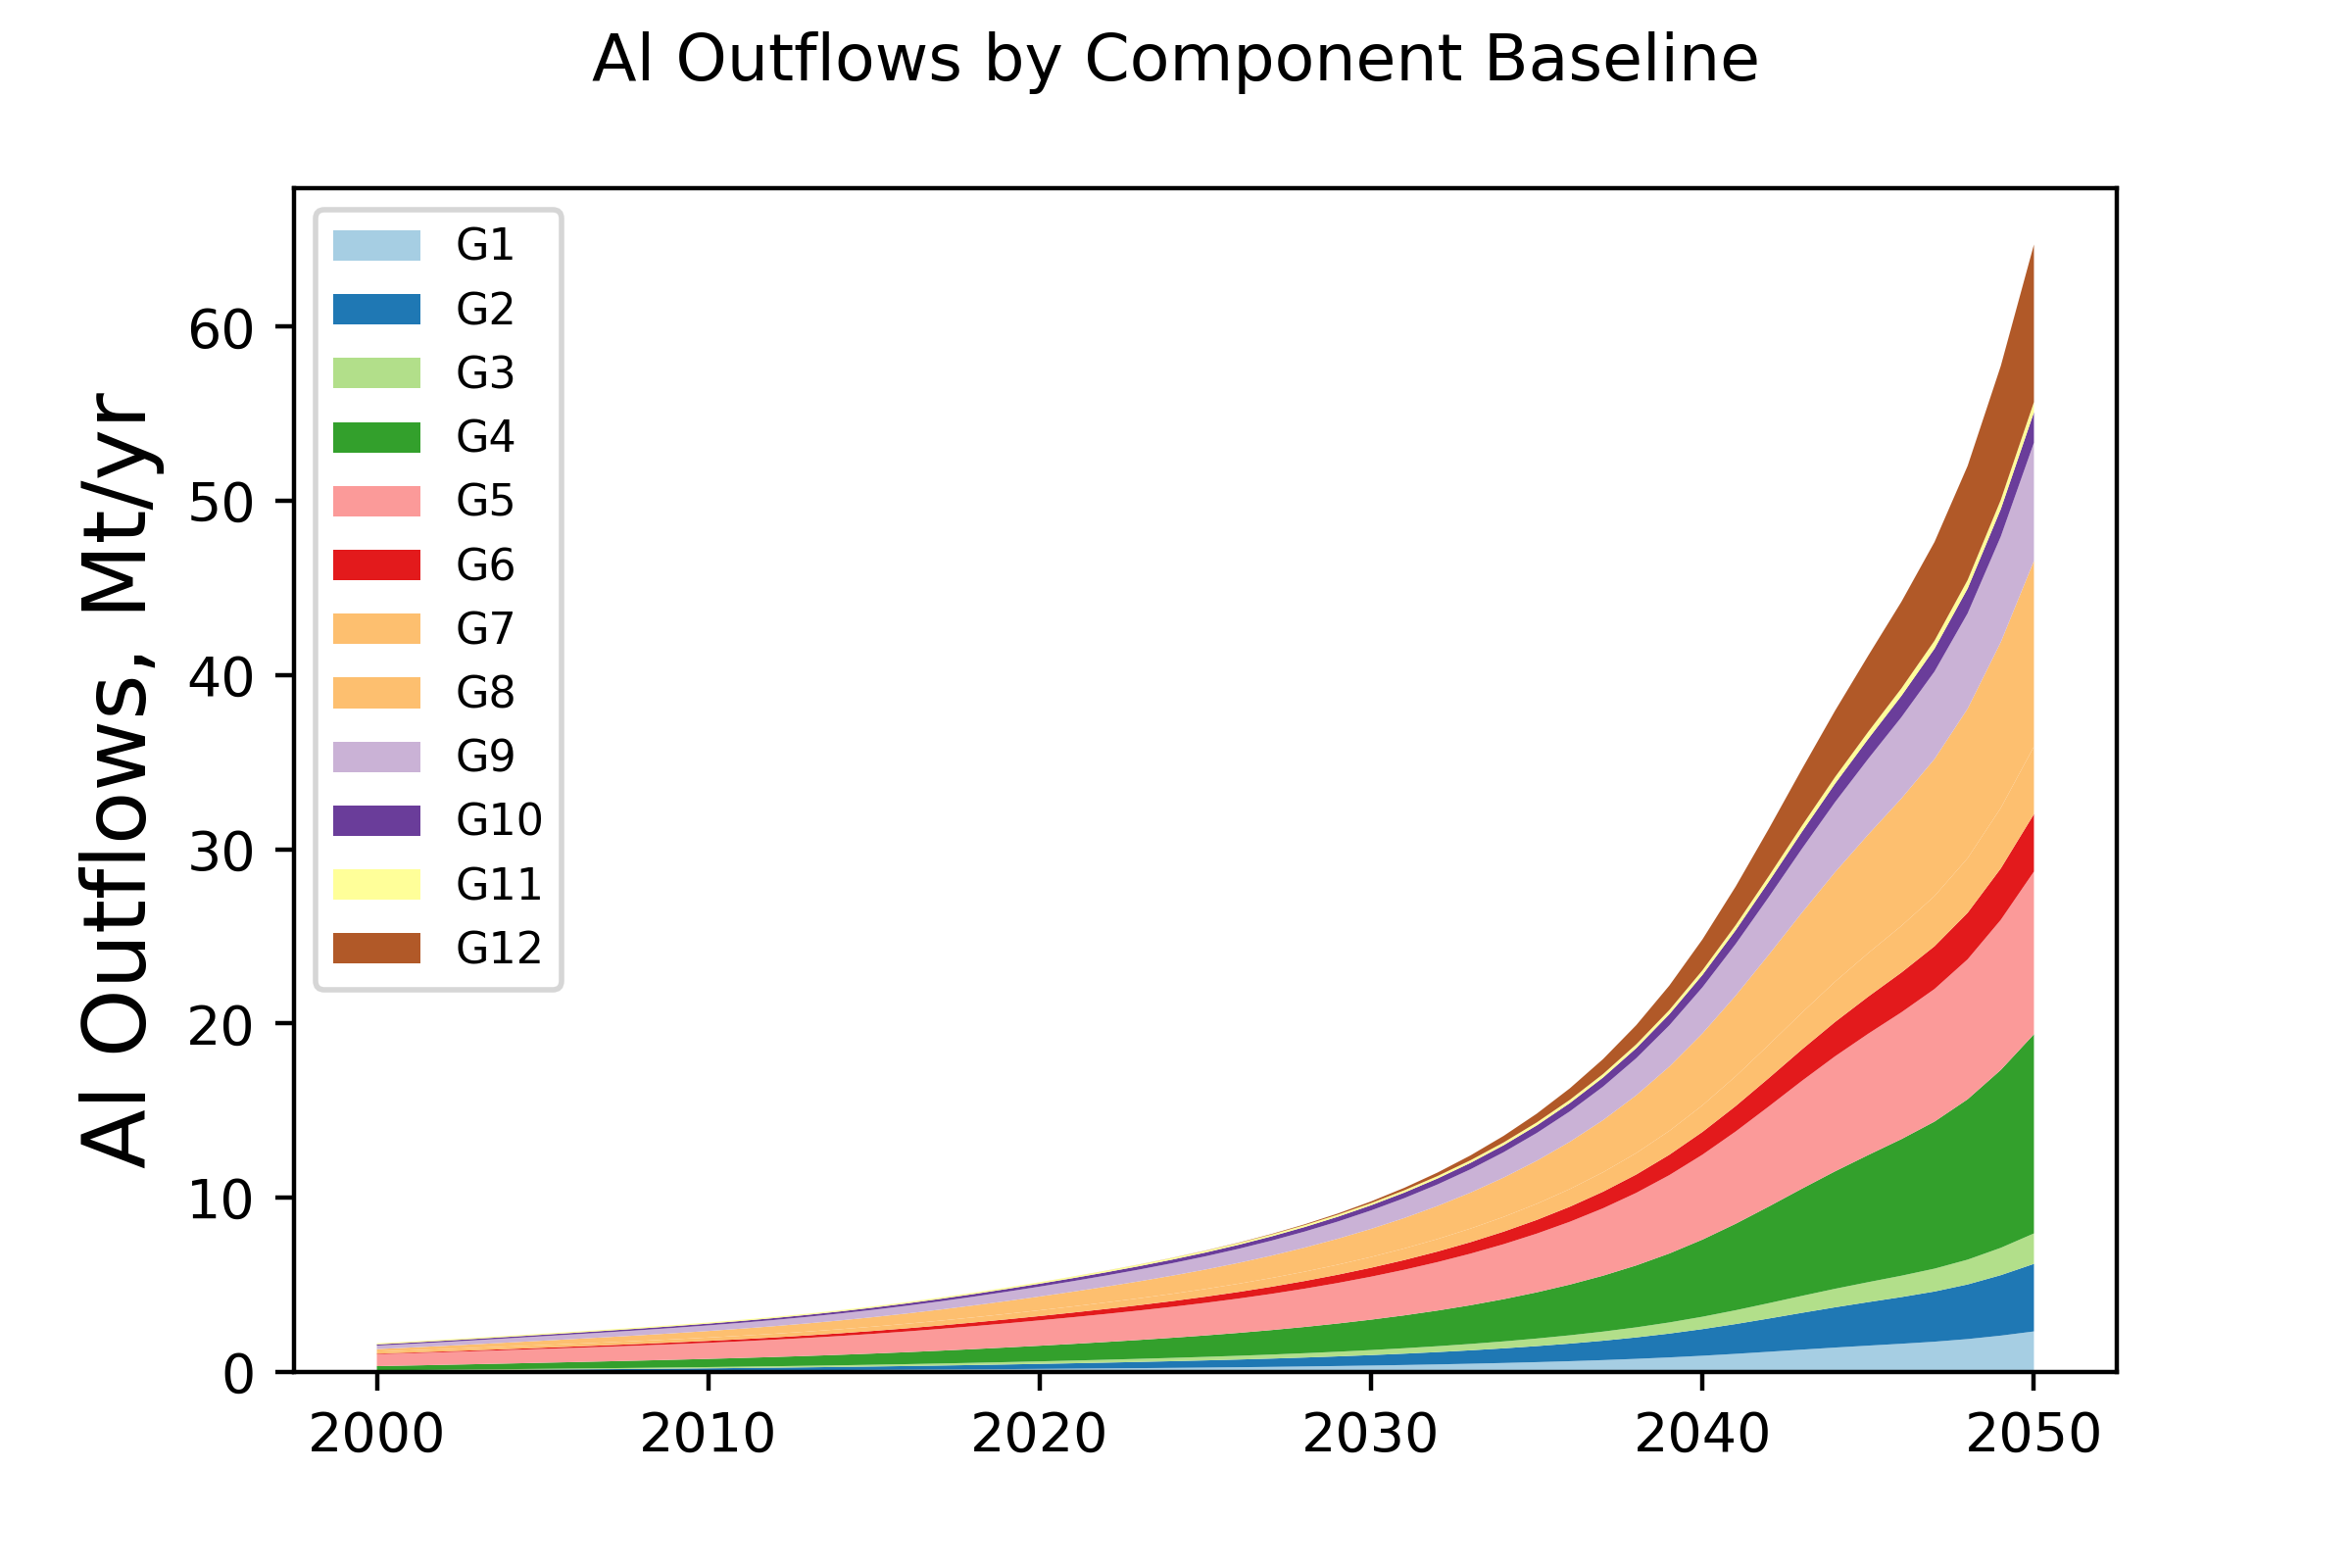 Al Outflows by Component Baseline
Al Outflows, Mt/yr
60
50
40
30
20
10
0
G1
G2
G3
G4
G5
G6
G7
G8
G9
G10
G11
G12
2000 2010 2020 2030 2040 2050